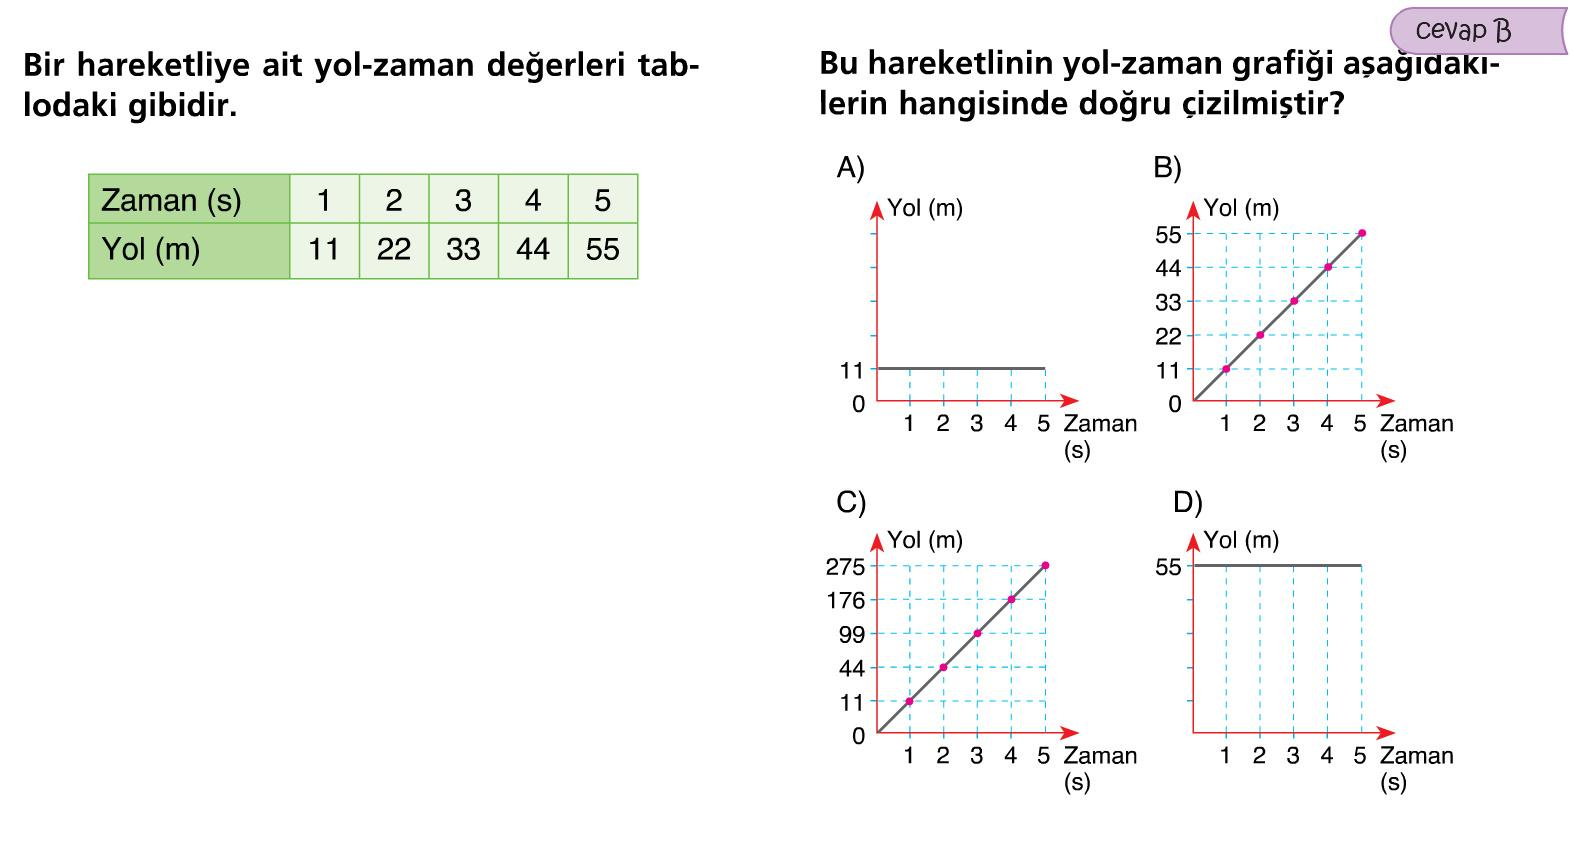 cevap B
Bir hareketliye ait yol-zaman değerleri tab-
lodaki gibidir.
Zaman (s) 1 2 3 4 5
Yol (m) 11 22 33 44 55
Bu hareketlinin yol-zaman grafiği aşağıdaki-
lerin hangisinde doğru çizilmiştir?
A)
Yol (m)
11
0
1 2 3 4 5 Zaman
(s)
B)
Yol (m)
55
44
33
22
11
0
1 2 3 4 5 Zaman
(s)
C)
Yol (m)
275
176
99
44
11
0
1 2 3 4 5 Zaman
(s)
D)
Yol (m)
55
1 2 3 4 5 Zaman
(s)